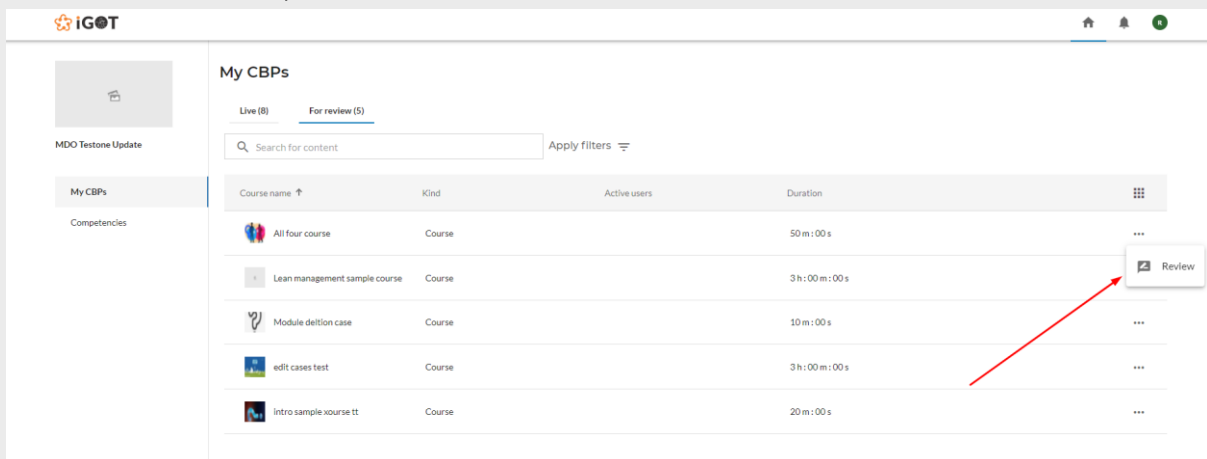 iGOT
R
My CBPs
Live (8) For review (5)
MDO Testone Update
Search for content Apply filters
My CBPs
Competencies
Course name Kind Active users Duration
All four course Course 50 m : 00 s
Review
Lean management sample course Course 3 h : 00 m : 00 s
Module deltion case Course 10 m : 00 s
edit cases test Course 3 h : 00 m : 00 s
intro sample xourse tt Course 20 m : 00 s